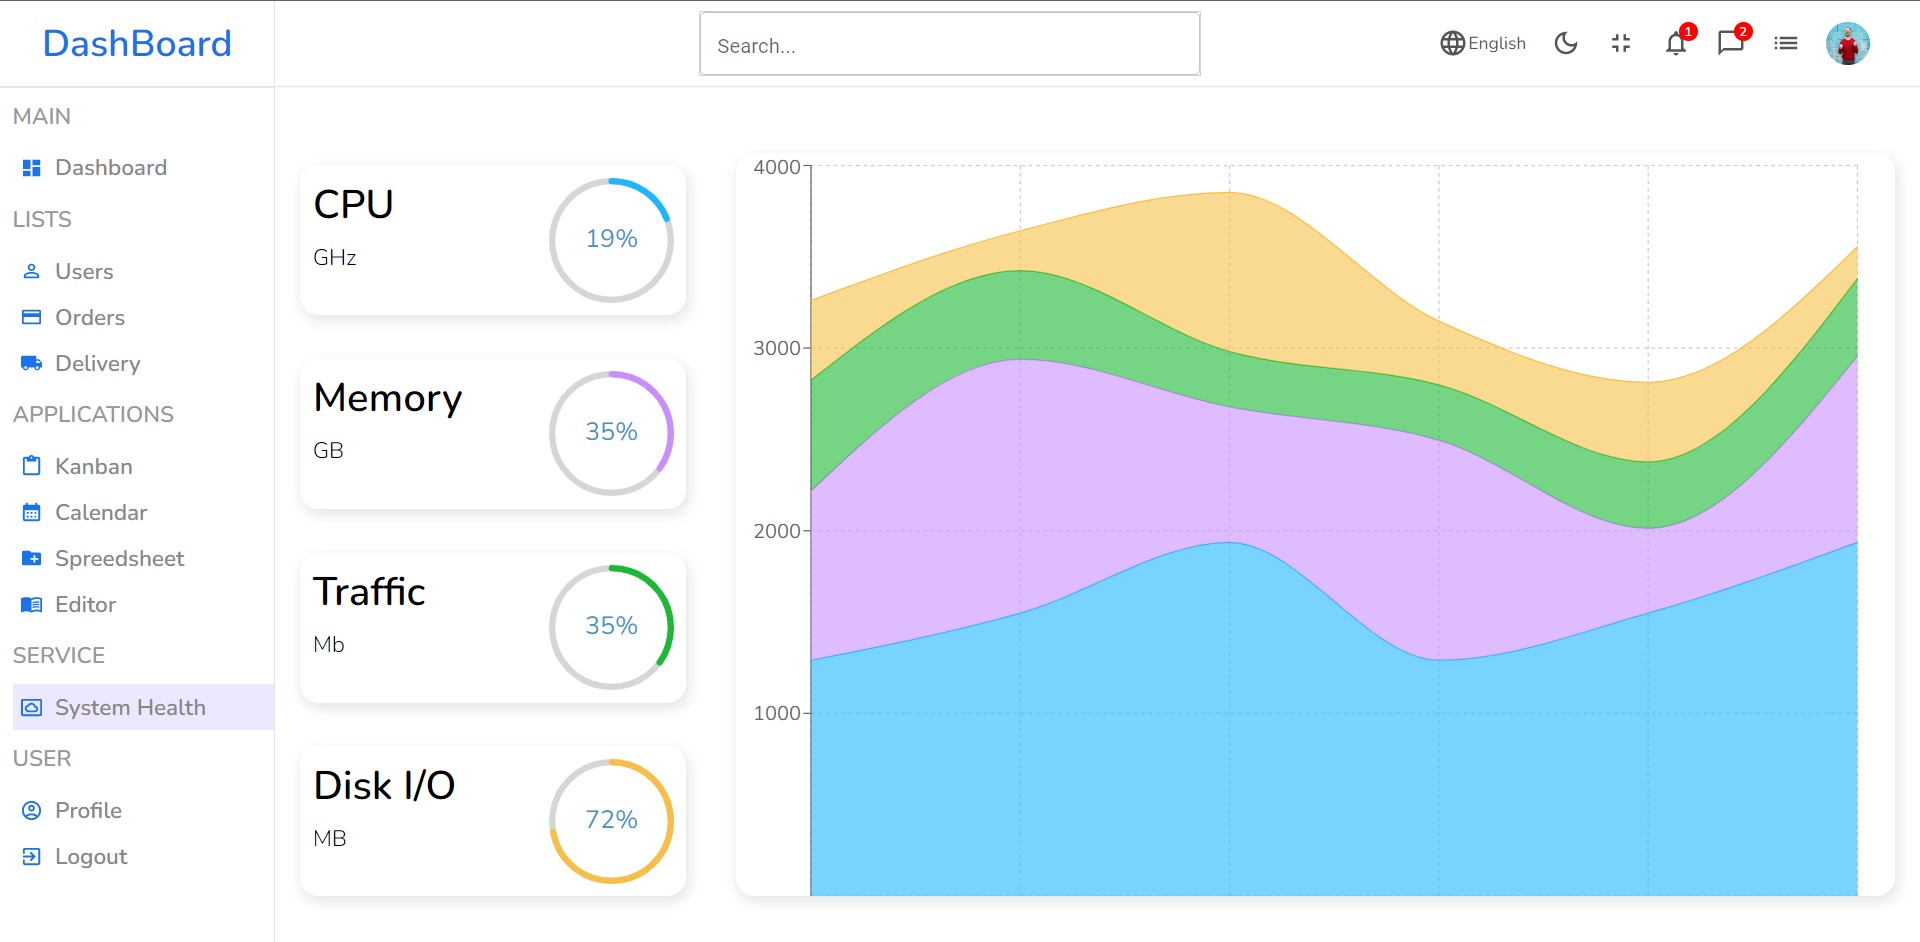 DashBoard
Search...
English
1
2
MAIN
Dashboard
LISTS
Users
Orders
Delivery
APPLICATIONS
Kanban
Calendar
Spreedsheet
Editor
SERVICE
System Health
USER
Profile
Logout
CPU
GHz
19%
Memory
GB
35%
Traffic
Mb
35%
Disk I/O
MB
72%
4000
3000
2000
1000